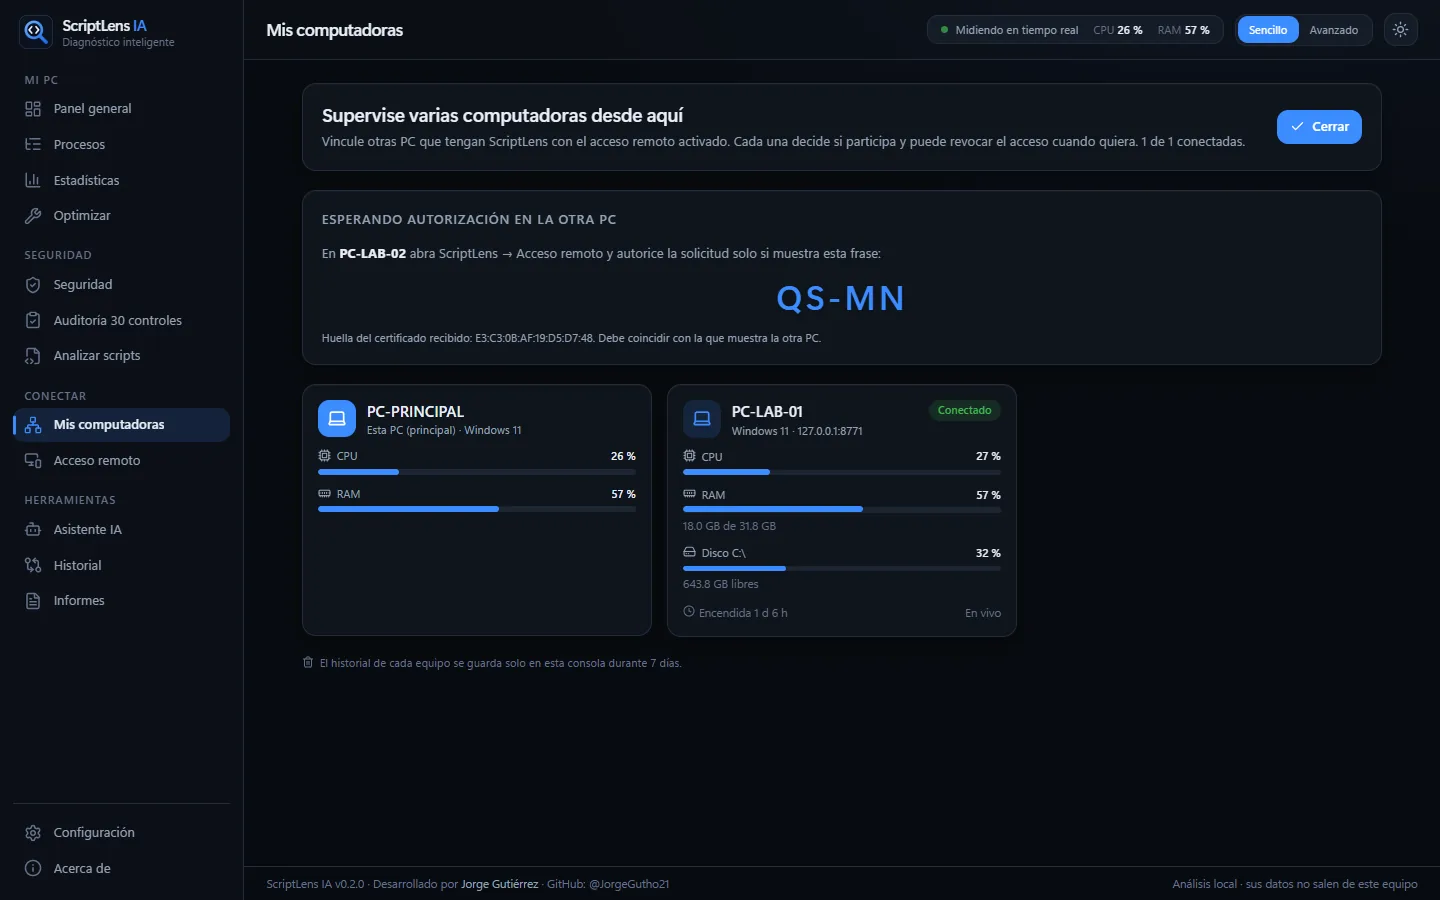 ScriptLens IA
Diagnóstico inteligente
MI PC
Panel general
Procesos
Estadísticas
Optimizar
SEGURIDAD
Seguridad
Auditoría 30 controles
Analizar scripts
CONECTAR
Mis computadoras
Acceso remoto
HERRAMIENTAS
Asistente IA
Historial
Informes
Configuración
Acerca de
Mis computadoras
Midiendo en tiempo real CPU 26 % RAM 57 %
Sencillo Avanzado
Supervise varias computadoras desde aquí
Vincule otras PC que tengan ScriptLens con el acceso remoto activado. Cada una decide si participa y puede revocar el acceso cuando quiera. 1 de 1 conectadas.
Cerrar
ESPERANDO AUTORIZACIÓN EN LA OTRA PC
En PC-LAB-02 abra ScriptLens → Acceso remoto y autorice la solicitud solo si muestra esta frase:
QS-MN
Huella del certificado recibido: E3:C3:0B:AF:19:D5:D7:48. Debe coincidir con la que muestra la otra PC.
PC-PRINCIPAL
Esta PC (principal) · Windows 11
CPU 26 %
RAM 57 %
PC-LAB-01
Conectado
Windows 11 · 127.0.0.1:8771
CPU 27 %
RAM 57 %
18.0 GB de 31.8 GB
Disco C:\ 32 %
643.8 GB libres
Encendida 1 d 6 h En vivo
El historial de cada equipo se guarda solo en esta consola durante 7 días.
ScriptLens IA v0.2.0 · Desarrollado por Jorge Gutiérrez · GitHub: @JorgeGutho21
Análisis local · sus datos no salen de este equipo